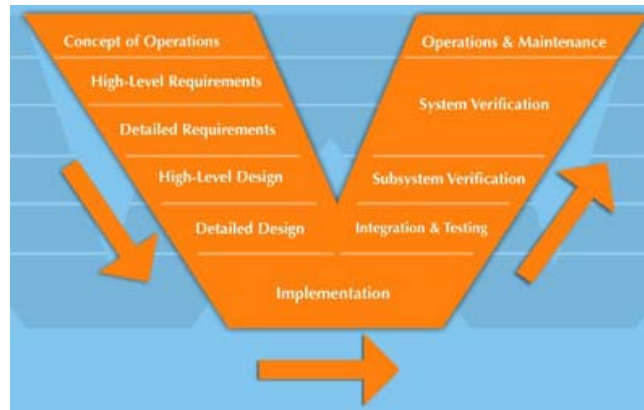 Concept of Operations
High-Level Requirements
Detailed Requirements
High-Level Design
Detailed Design
Implementation
Integration & Testing
Subsystem Verification
System Verification
Operations & Maintenance